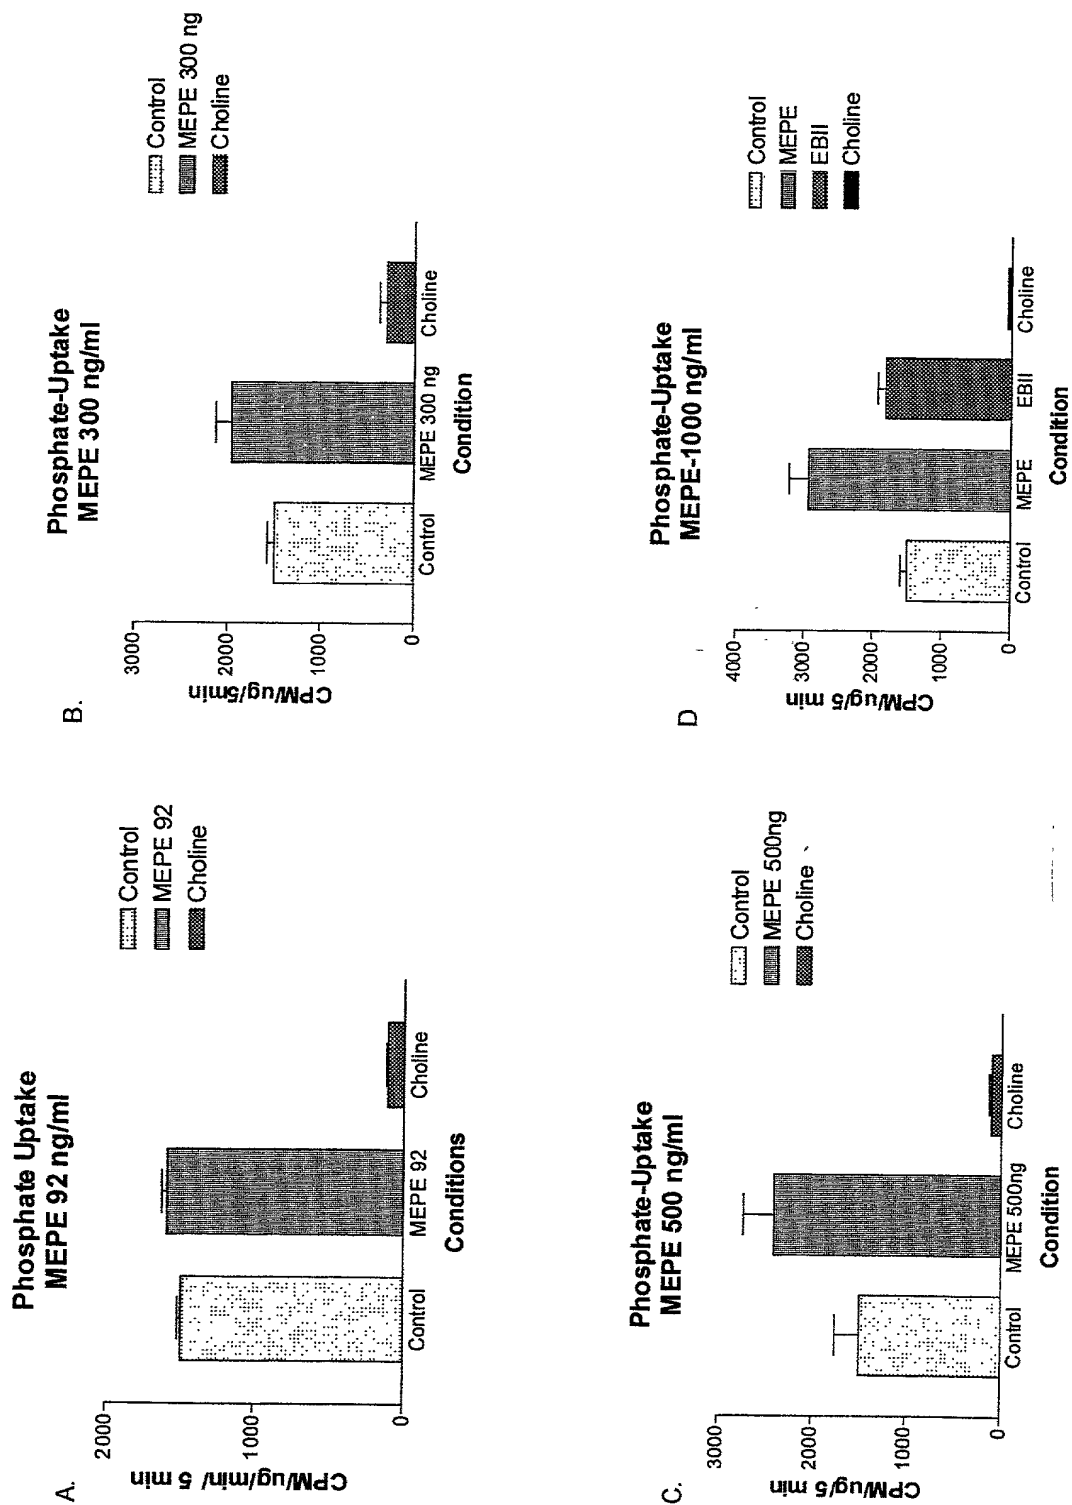 A.
Phosphate Uptake
MEPE 92 ng/ml
CPM/ug/min/ 5 min
2000
1000
0
Control
MEPE 92
Choline
Conditions
Control
MEPE 92
Choline
B.
Phosphate-Uptake
MEPE 300 ng/ml
CPM/ug/5min
3000
2000
1000
0
Control
MEPE 300 ng
Choline
Condition
Control
MEPE 300 ng
Choline
C.
Phosphate-Uptake
MEPE 500 ng/ml
CPM/ug/5 min
3000
2000
1000
0
Control
MEPE 500ng
Choline
Condition
Control
MEPE 500ng
Choline
D
Phosphate-Uptake
MEPE-1000 ng/ml
CPM/ug/5 min
4000
3000
2000
1000
0
Control
MEPE
EBII
Choline
Condition
Control
MEPE
EBII
Choline